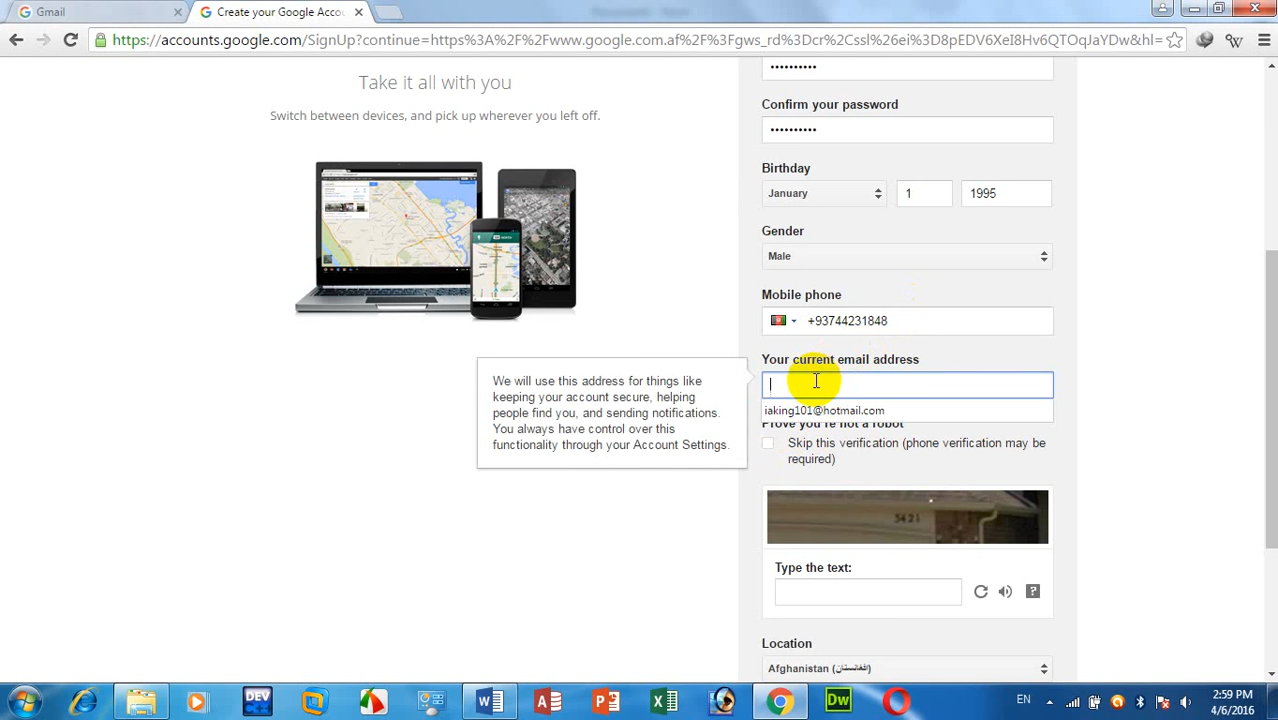 Gmail
Create your Google Accou
https://accounts.google.com/SignUp?continue=https%3A%2F%2Fwww.google.com.af%2F%3Fgws_rd%3Dcr%2Cssl%26ei%3D8pEDV6XeI8Hv6QTOqJaYDw&hl=
Take it all with you
Switch between devices, and pick up wherever you left off.
Confirm your password
Birthday
January 1 1995
Gender
Male
Mobile phone
+93744231848
Your current email address
We will use this address for things like
keeping your account secure, helping
people find you, and sending notifications.
You always have control over this
functionality through your Account Settings.
iaking101@hotmail.com
Prove you're not a robot
Skip this verification (phone verification may be
required)
5421
Type the text:
Location
Afghanistan (افغانستان)
DEV
Dw
EN
2:59 PM
4/6/2016